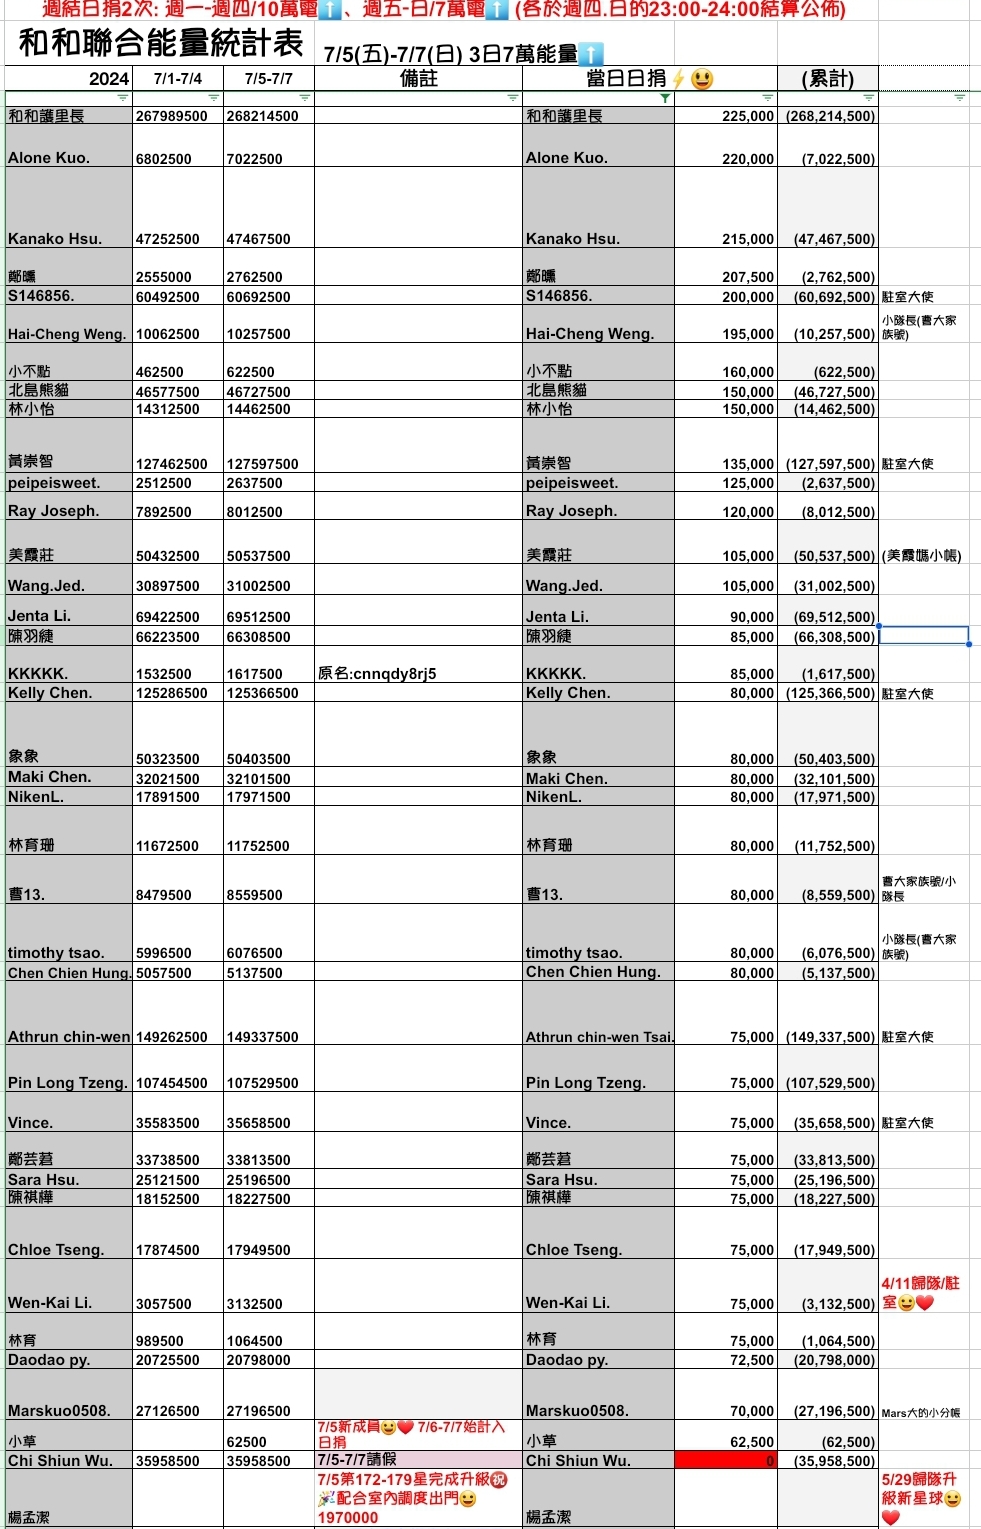 週結日捐2次: 週一-週四/10萬電⬆️、週五-日/7萬電⬆️ (各於週四.日的23:00-24:00結算公佈)
和和聯合能量統計表 7/5(五)-7/7(日) 3日7萬能量⬆️
2024 7/1-7/4 7/5-7/7 備註 當日日捐⚡😃 (累計)
和和護里長 267989500 268214500 和和護里長 225,000 (268,214,500)
Alone Kuo. 6802500 7022500 Alone Kuo. 220,000 (7,022,500)
Kanako Hsu. 47252500 47467500 Kanako Hsu. 215,000 (47,467,500)
鄭曛 2555000 2762500 鄭曛 207,500 (2,762,500)
S146856. 60492500 60692500 S146856. 200,000 (60,692,500) 駐室大使
Hai-Cheng Weng. 10062500 10257500 Hai-Cheng Weng. 195,000 (10,257,500) 小隊長(曹大家
族號)
小不點 462500 622500 小不點 160,000 (622,500)
北島熊貓 46577500 46727500 北島熊貓 150,000 (46,727,500)
林小怡 14312500 14462500 林小怡 150,000 (14,462,500)
黃崇智 127462500 127597500 黃崇智 135,000 (127,597,500) 駐室大使
peipeisweet. 2512500 2637500 peipeisweet. 125,000 (2,637,500)
Ray Joseph. 7892500 8012500 Ray Joseph. 120,000 (8,012,500)
美霞莊 50432500 50537500 美霞莊 105,000 (50,537,500) (美霞媽小帳)
Wang.Jed. 30897500 31002500 Wang.Jed. 105,000 (31,002,500)
Jenta Li. 69422500 69512500 Jenta Li. 90,000 (69,512,500)
陳羽緁 66223500 66308500 陳羽緁 85,000 (66,308,500)
KKKKK. 1532500 1617500 原名:cnnqdy8rj5 KKKKK. 85,000 (1,617,500)
Kelly Chen. 125286500 125366500 Kelly Chen. 80,000 (125,366,500) 駐室大使
象象 50323500 50403500 象象 80,000 (50,403,500)
Maki Chen. 32021500 32101500 Maki Chen. 80,000 (32,101,500)
NikenL. 17891500 17971500 NikenL. 80,000 (17,971,500)
林育珊 11672500 11752500 林育珊 80,000 (11,752,500)
曹13. 8479500 8559500 曹13. 80,000 (8,559,500) 曹大家族號/小
隊長
timothy tsao. 5996500 6076500 timothy tsao. 80,000 (6,076,500) 小隊長(曹大家
族號)
Chen Chien Hung. 5057500 5137500 Chen Chien Hung. 80,000 (5,137,500)
Athrun chin-wen 149262500 149337500 Athrun chin-wen Tsai. 75,000 (149,337,500) 駐室大使
Pin Long Tzeng. 107454500 107529500 Pin Long Tzeng. 75,000 (107,529,500)
Vince. 35583500 35658500 Vince. 75,000 (35,658,500) 駐室大使
鄭芸莙 33738500 33813500 鄭芸莙 75,000 (33,813,500)
Sara Hsu. 25121500 25196500 Sara Hsu. 75,000 (25,196,500)
陳祺樺 18152500 18227500 陳祺樺 75,000 (18,227,500)
Chloe Tseng. 17874500 17949500 Chloe Tseng. 75,000 (17,949,500)
Wen-Kai Li. 3057500 3132500 Wen-Kai Li. 75,000 (3,132,500) 4/11歸隊/駐
室😀❤️
林育 989500 1064500 林育 75,000 (1,064,500)
Daodao py. 20725500 20798000 Daodao py. 72,500 (20,798,000)
Marskuo0508. 27126500 27196500 Marskuo0508. 70,000 (27,196,500) Mars大的小分帳
小草 62500 7/5新成員😀❤️ 7/6-7/7始計入
日捐 小草 62,500 (62,500)
Chi Shiun Wu. 35958500 35958500 7/5-7/7請假 Chi Shiun Wu. 0 (35,958,500)
楊孟潔 7/5第172-179星完成升級㊗️
🎉配合室內調度出門😀
1970000 楊孟潔 5/29歸隊升
級新星球😀
❤️